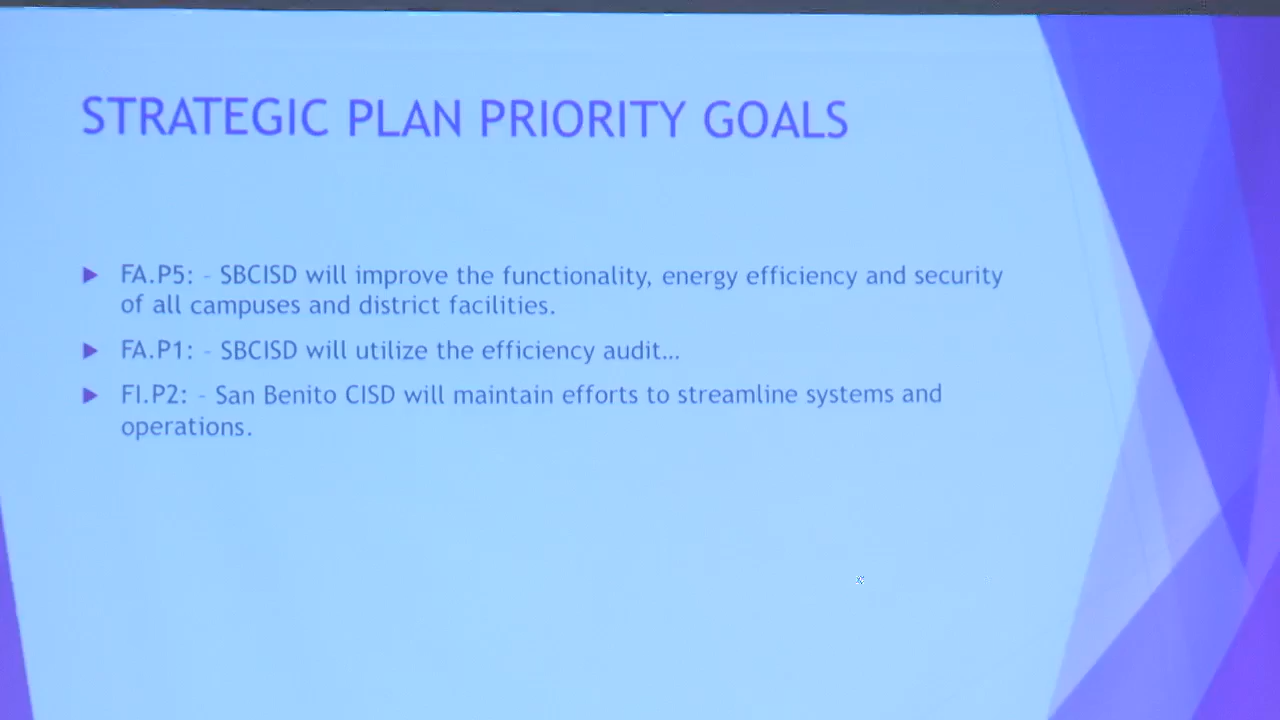 STRATEGIC PLAN PRIORITY GOALS
FA.P5: – SBCISD will improve the functionality, energy efficiency and security
of all campuses and district facilities.
FA.P1: – SBCISD will utilize the efficiency audit…
FI.P2: – San Benito CISD will maintain efforts to streamline systems and
operations.